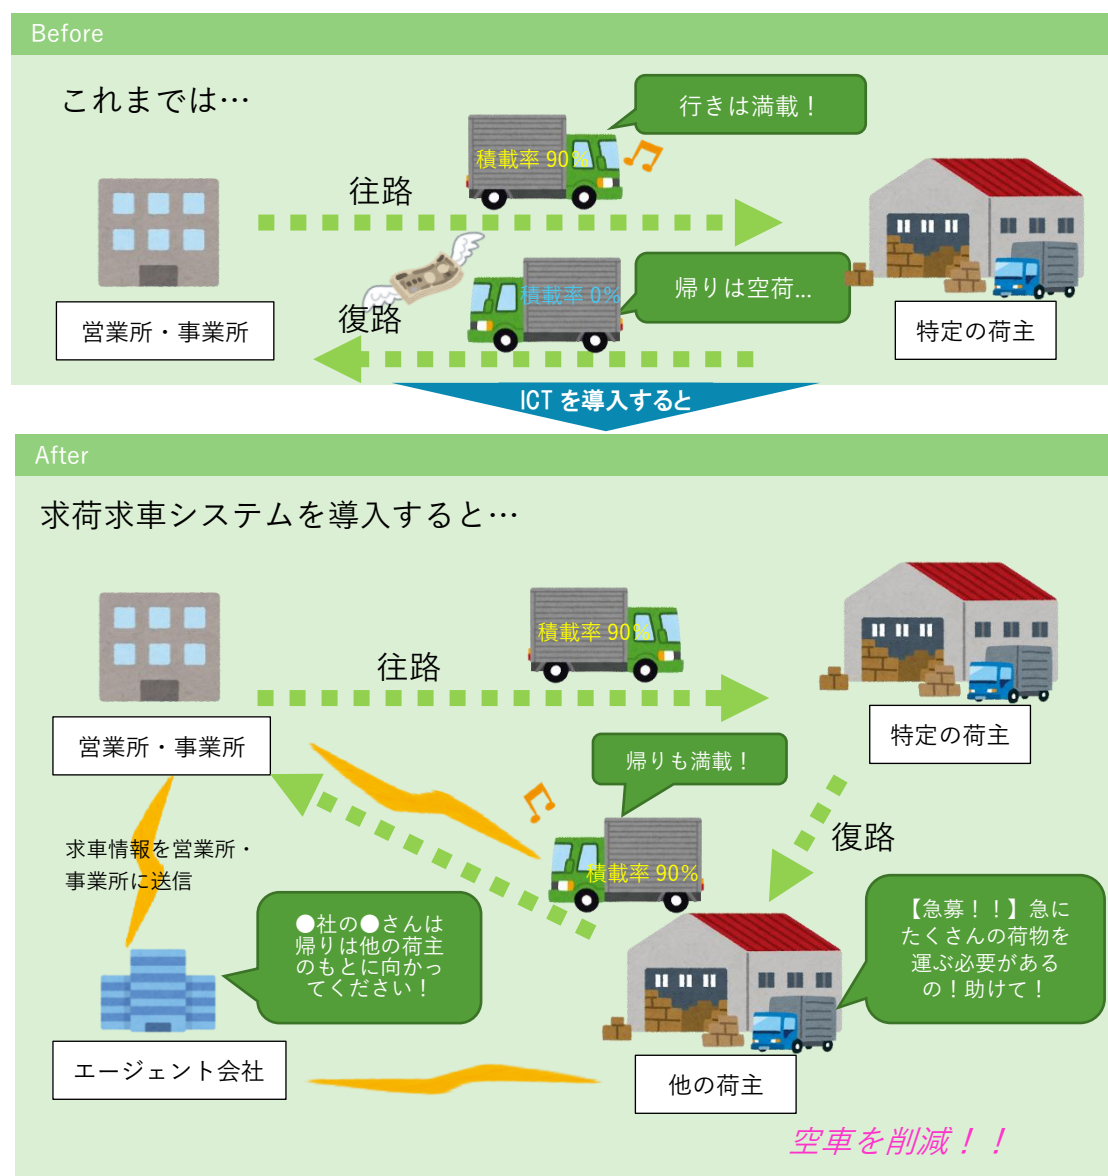 Before
これまでは…
行きは満載！
積載率 90%
往路
積載率 0%
帰りは空荷…
復路
営業所・事業所
特定の荷主
ICT を導入すると
After
求荷求車システムを導入すると…
積載率 90%
往路
営業所・事業所
特定の荷主
帰りも満載！
復路
求車情報を営業所・
事業所に送信
積載率 90%
●社の●さんは
帰りは他の荷主
のもとに向かっ
てください！
【急募！！】急に
たくさんの荷物を
運ぶ必要がある
の！助けて！
エージェント会社
他の荷主
空車を削減！！